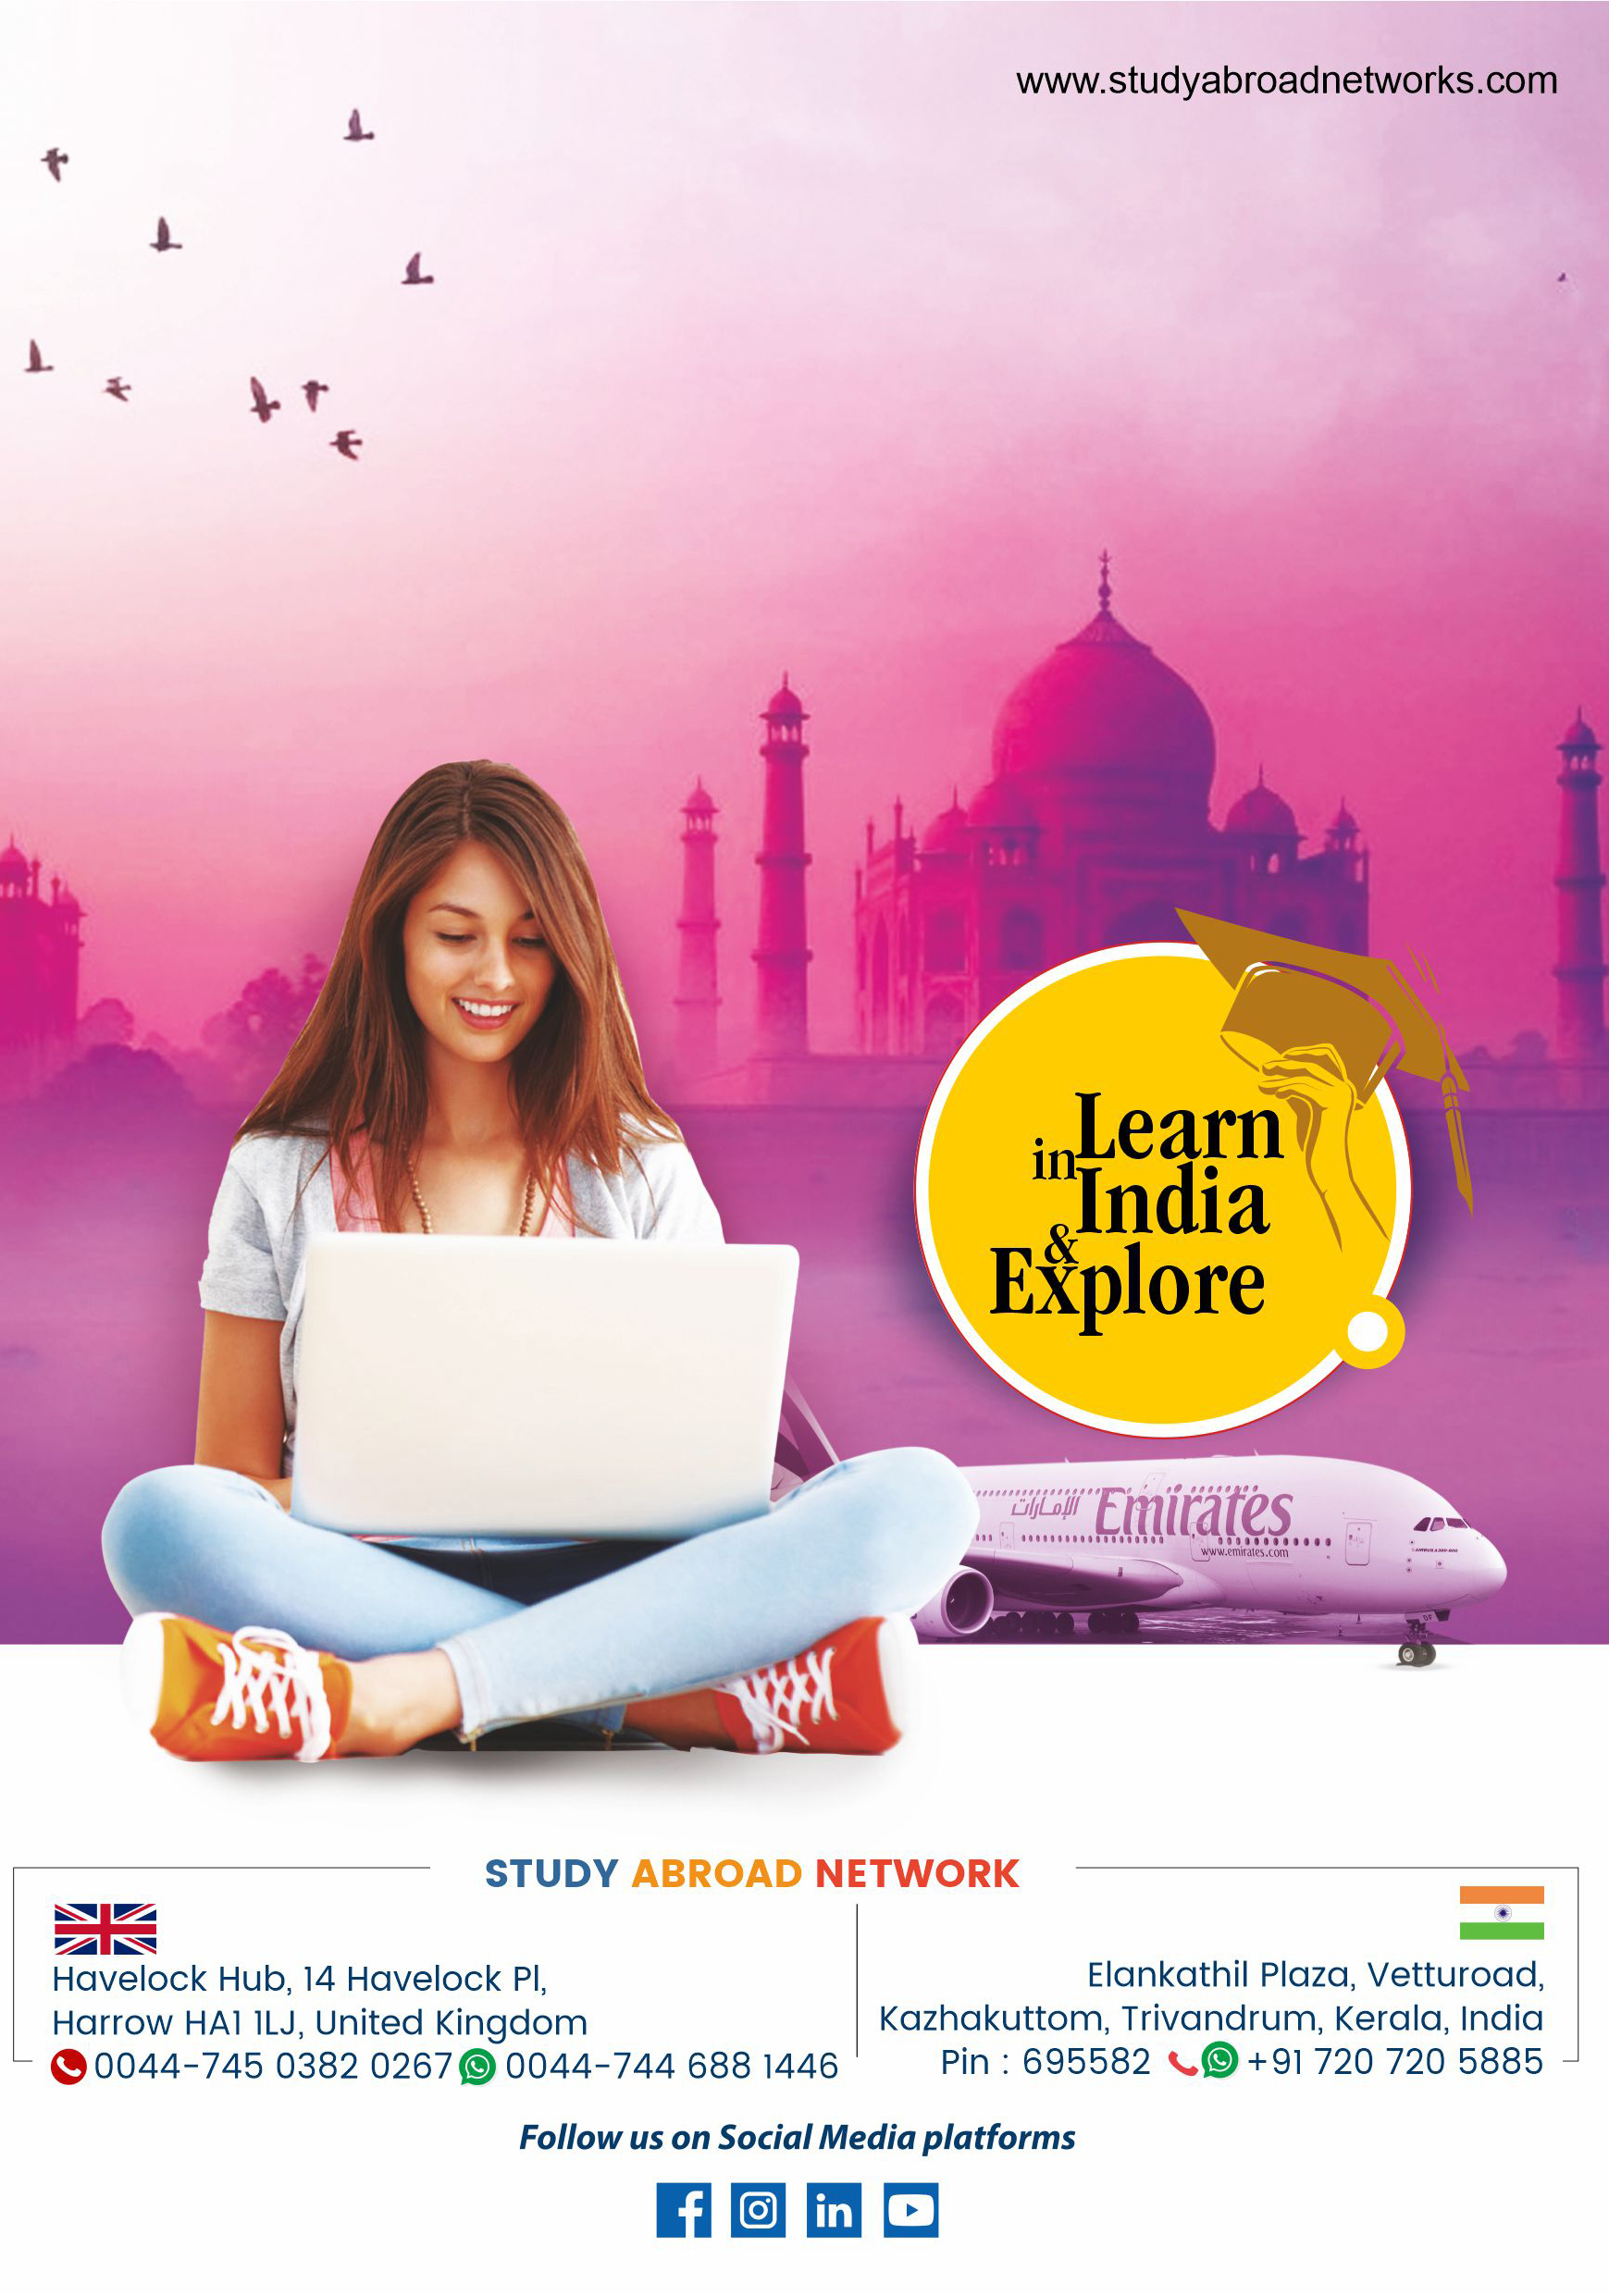 www.studyabroadnetworks.com
Learn
in
India
&
Explore
الإمارات Emirates
www.emirates.com
STUDY ABROAD NETWORK
Havelock Hub, 14 Havelock Pl,
Harrow HA1 1LJ, United Kingdom
0044-745 0382 0267 0044-744 688 1446
Elankathil Plaza, Vetturoad,
Kazhakuttom, Trivandrum, Kerala, India
Pin : 695582 +91 720 720 5885
Follow us on Social Media platforms